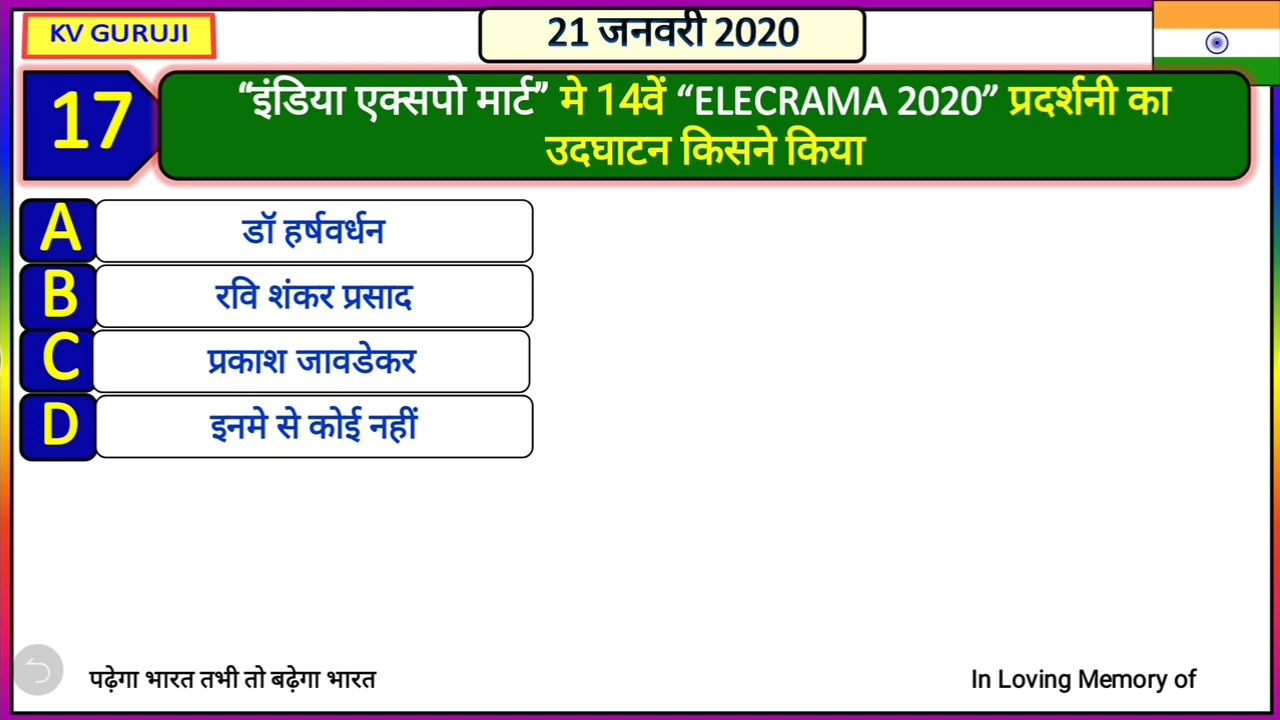 KV GURUJI
21 जनवरी 2020
17
“इंडिया एक्सपो मार्ट” मे 14वें “ELECRAMA 2020” प्रदर्शनी का
उदघाटन किसने किया
A डॉ हर्षवर्धन
B रवि शंकर प्रसाद
C प्रकाश जावडेकर
D इनमे से कोई नहीं
पढ़ेगा भारत तभी तो बढ़ेगा भारत
In Loving Memory of